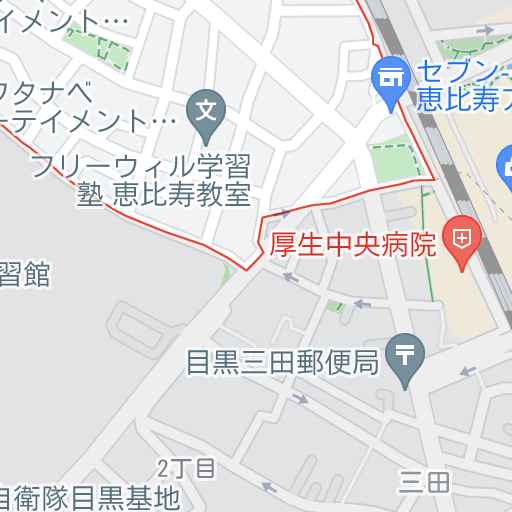 イメント…
ワタナベ
ーテイメント…
セブン-
恵比寿
フリーウィル学習
塾 恵比寿教室
厚生中央病院
習館
目黒三田郵便局
2丁目
三田
自衛隊目黒基地